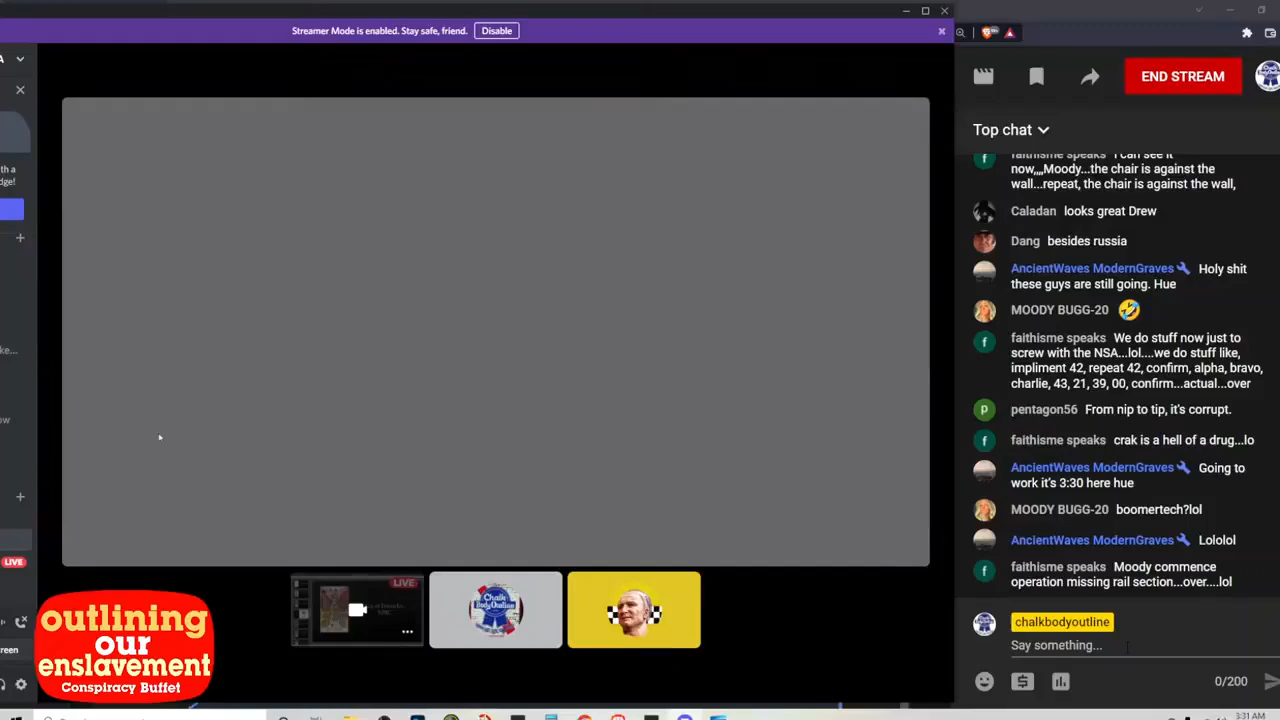 Streamer Mode is enabled. Stay safe, friend.
Disable
END STREAM
Top chat
faithisme speaks I can see it
now,,,,Moody...the chair is against the
wall...repeat, the chair is against the wall,
Caladan looks great Drew
Dang besides russia
AncientWaves ModernGraves Holy shit
these guys are still going. Hue
MOODY BUGG-20 🤣
faithisme speaks We do stuff now just to
screw with the NSA...lol....we do stuff like,
impliment 42, repeat 42, confirm, alpha, bravo,
charlie, 43, 21, 39, 00, confirm...actual...over
pentagon56 From nip to tip, it's corrupt.
faithisme speaks crak is a hell of a drug...lo
AncientWaves ModernGraves Going to
work it's 3:30 here hue
MOODY BUGG-20 boomertech?lol
AncientWaves ModernGraves Lololol
faithisme speaks Moody commence
operation missing rail section...over....lol
chalkbodyoutline
Say something...
0/200
LIVE
LIVE
Chalk
Body Outline
outlining
our
enslavement
Conspiracy Buffet
3:31 AM